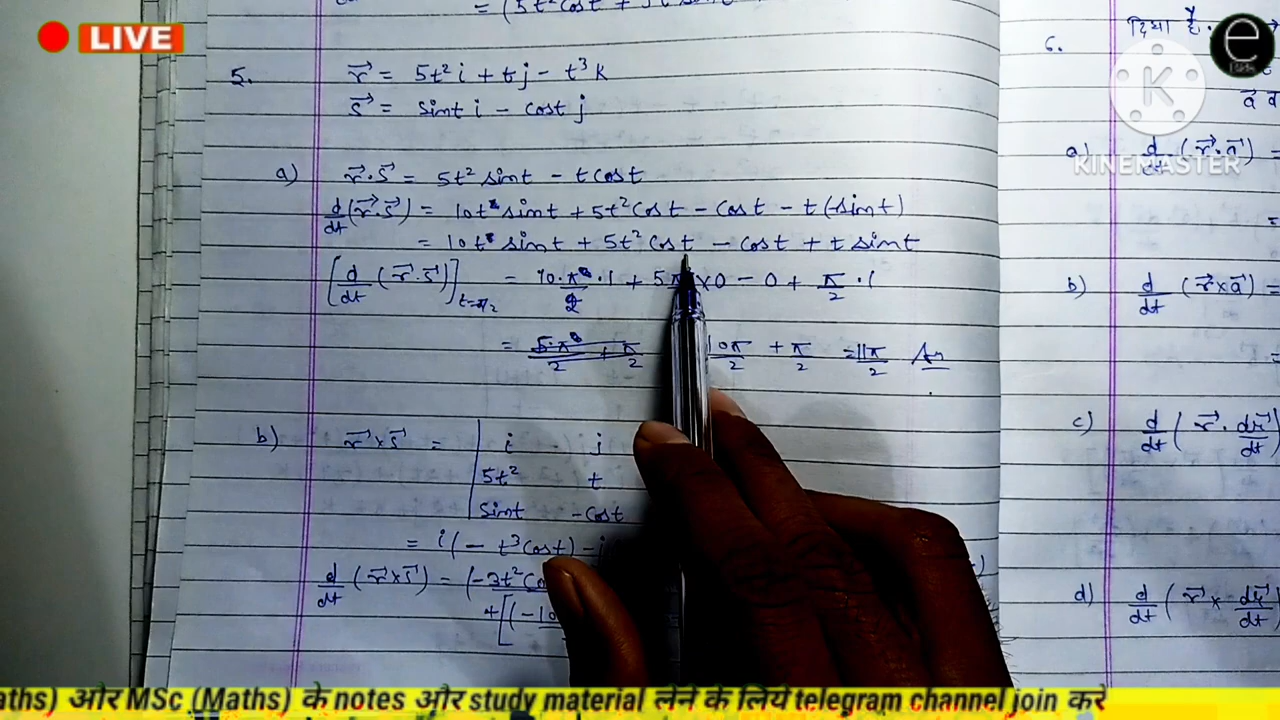 LIVE
= (5t² cost +
5. r⃗ = 5t² i + t j - t³ k
s⃗ = sint i - cost j
a) r⃗.s⃗ = 5t² sint - t cost
d/dt (r⃗.s⃗) = 10t sint + 5t² cost - cost - t(-sint)
= 10t sint + 5t² cost - cost + t sint
[d/dt (r⃗.s⃗)]t=π/2 = 10.π/2 .1 + 5π × 0 - 0 + π/2 .1
= 10π/2 + π/2 = 11π/2 Ans
b) r⃗×s⃗ = | i j
5t² t
sint -cost
= i(-t³ cost) - j
d/dt (r⃗×s⃗) = (-3t² co
+[(-10
6. दिया है.
a) d/dt (r⃗.a⃗) =
=
b) d/dt (r⃗×a⃗) =
=
c) d/dt (r⃗. dr⃗/dt)
d) d/dt (r⃗ × dr⃗/dt)
K
KINEMASTER
e
aths) और MSc (Maths) के notes और study material लेने के लिये telegram channel join करे